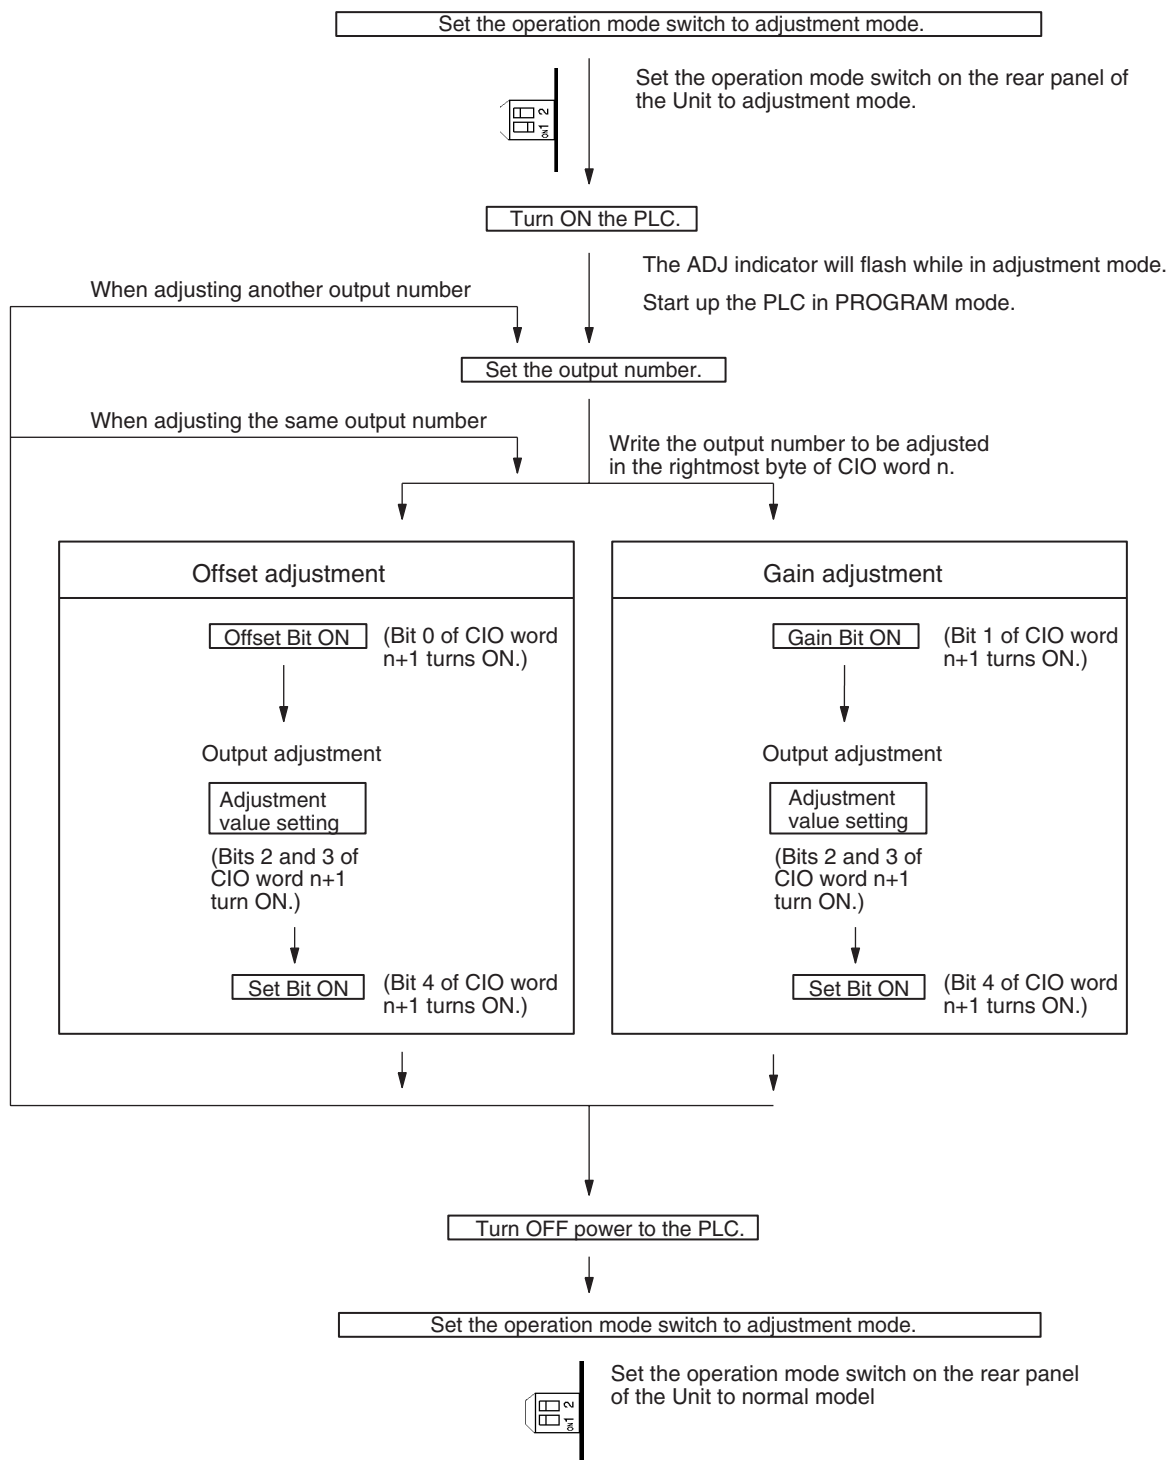 Set the operation mode switch to adjustment mode.
Set the operation mode switch on the rear panel of
the Unit to adjustment mode.
ON 1 2
Turn ON the PLC.
The ADJ indicator will flash while in adjustment mode.
When adjusting another output number
Start up the PLC in PROGRAM mode.
Set the output number.
When adjusting the same output number
Write the output number to be adjusted
in the rightmost byte of CIO word n.
Offset adjustment
Offset Bit ON
(Bit 0 of CIO word
n+1 turns ON.)
Output adjustment
Adjustment
value setting
(Bits 2 and 3 of
CIO word n+1
turn ON.)
Set Bit ON
(Bit 4 of CIO word
n+1 turns ON.)
Gain adjustment
Gain Bit ON
(Bit 1 of CIO word
n+1 turns ON.)
Output adjustment
Adjustment
value setting
(Bits 2 and 3 of
CIO word n+1
turn ON.)
Set Bit ON
(Bit 4 of CIO word
n+1 turns ON.)
Turn OFF power to the PLC.
Set the operation mode switch to adjustment mode.
Set the operation mode switch on the rear panel
of the Unit to normal model
ON 1 2